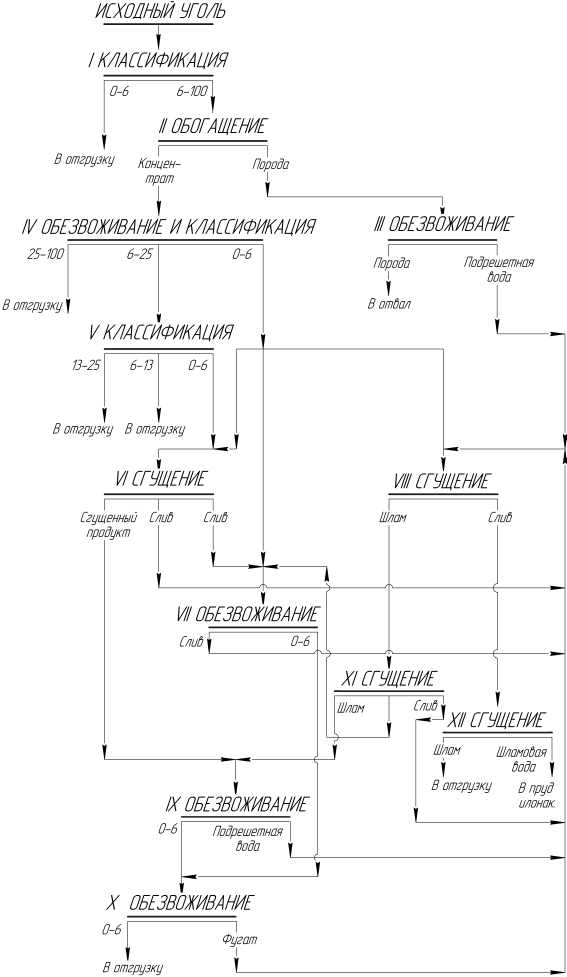 ИСХОДНЫЙ УГОЛЬ
I КЛАССИФИКАЦИЯ
0-6 6-100
II ОБОГАЩЕНИЕ
В отгрузку
Концен-
трат
Порода
IV ОБЕЗВОЖИВАНИЕ И КЛАССИФИКАЦИЯ
III ОБЕЗВОЖИВАНИЕ
25-100 6-25 0-6
Порода
Подрешетная
вода
В отгрузку
В отвал
V КЛАССИФИКАЦИЯ
13-25 6-13 0-6
В отгрузку В отгрузку
VI СГУЩЕНИЕ
VIII СГУЩЕНИЕ
Сгущенный
продукт
Слив Слив
Шлам Слив
VII ОБЕЗВОЖИВАНИЕ
Слив 0-6
XI СГУЩЕНИЕ
Шлам Слив
XII СГУЩЕНИЕ
Шлам
Шламовая
вода
В отгрузку
В пруд
илонак.
IX ОБЕЗВОЖИВАНИЕ
0-6
Подрешетная
вода
X ОБЕЗВОЖИВАНИЕ
0-6 Фугат
В отгрузку